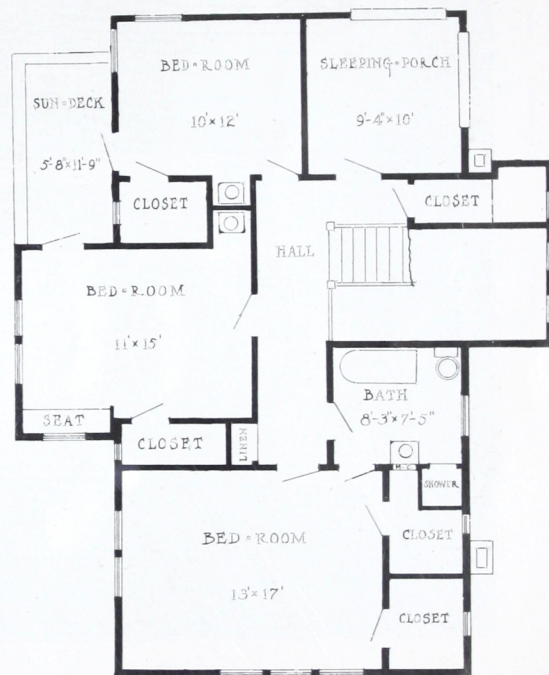 BED-ROOM
10'×12'
SLEEPING-PORCH
9'-4"×10'
SUN-DECK
5'-8"×11'-9"
CLOSET
CLOSET
HALL
BED-ROOM
11'×15'
SEAT
CLOSET
LINEN
BATH
8'-3"×7'-5"
M.C.
SHOWER
BED-ROOM
13'×17'
CLOSET
CLOSET